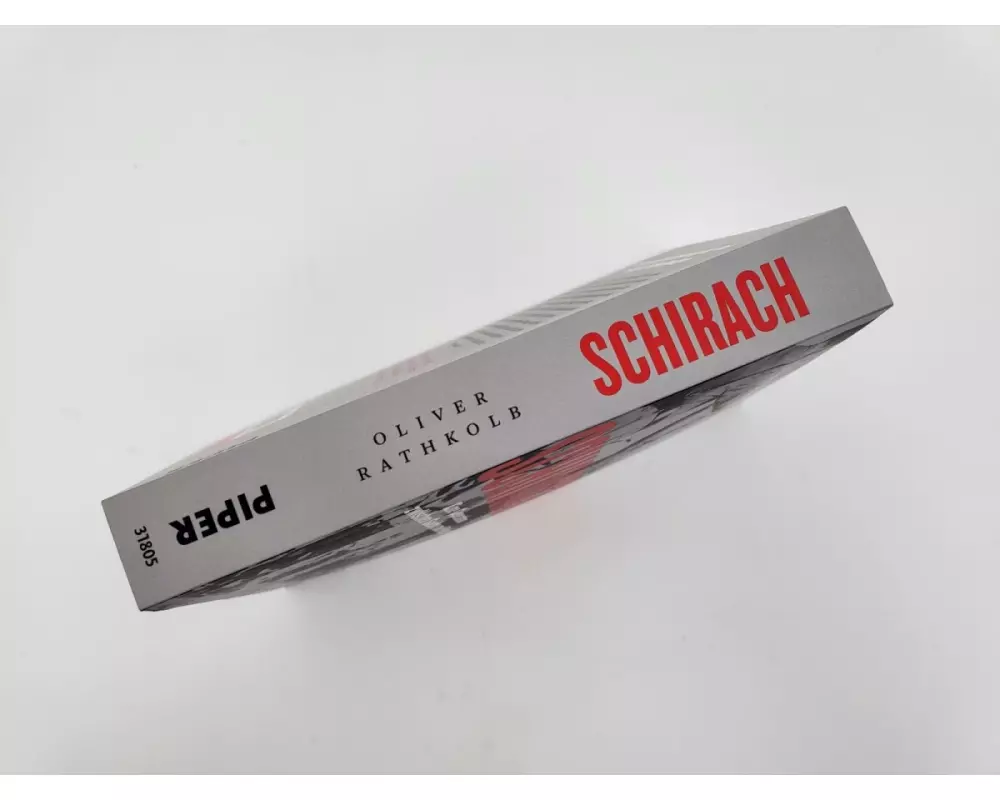 SCHIRACH
OLIVER
RATHKOLB
PIPER
31805